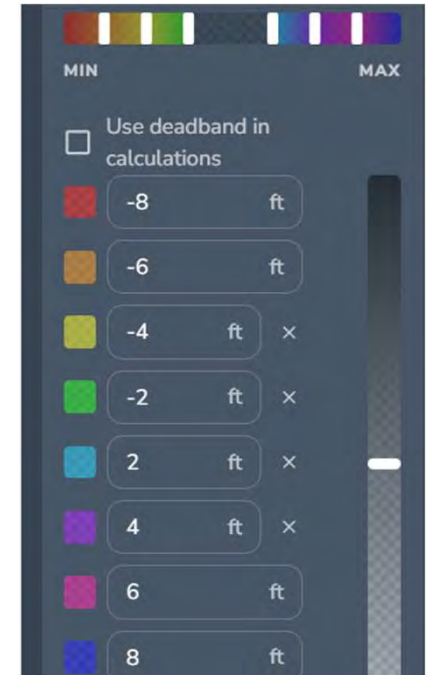 MIN MAX
Use deadband in
calculations
-8 ft
-6 ft
-4 ft ×
-2 ft ×
2 ft ×
4 ft ×
6 ft
8 ft